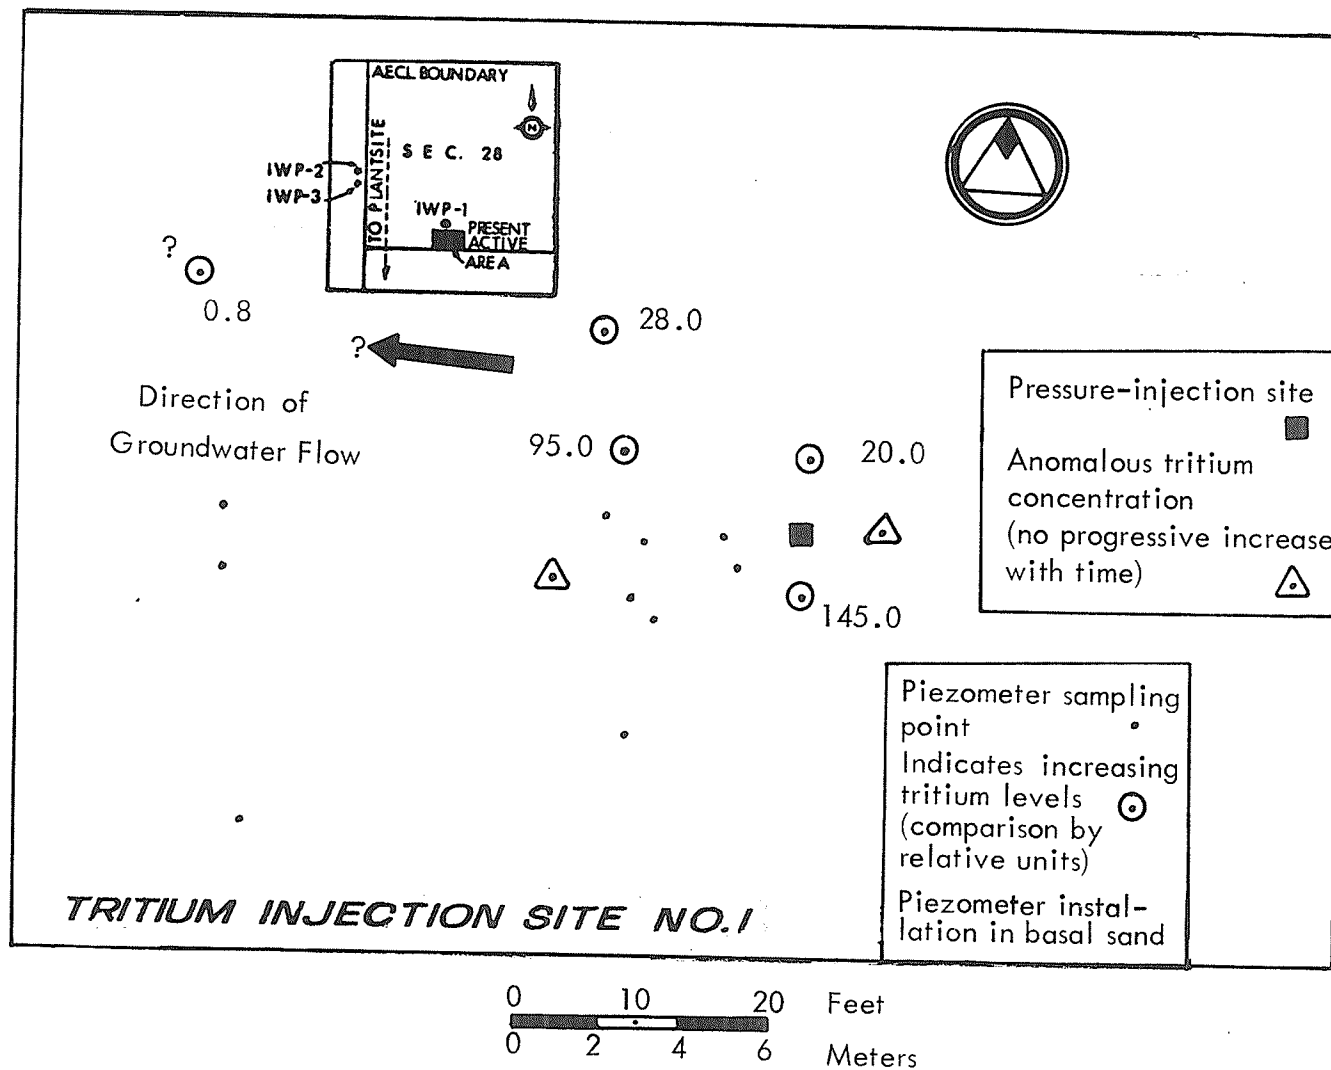 AECL BOUNDARY
N
SEC. 28
TO PLANTSITE
IWP-2
IWP-3
IWP-1
PRESENT
ACTIVE
AREA
?
0.8
28.0
?
Direction of
Groundwater Flow
95.0
20.0
145.0
Pressure-injection site
Anomalous tritium
concentration
(no progressive increase
with time)
Piezometer sampling
point
Indicates increasing
tritium levels
(comparison by
relative units)
Piezometer instal-
lation in basal sand
TRITIUM INJECTION SITE NO.1
0 10 20 Feet
0 2 4 6 Meters